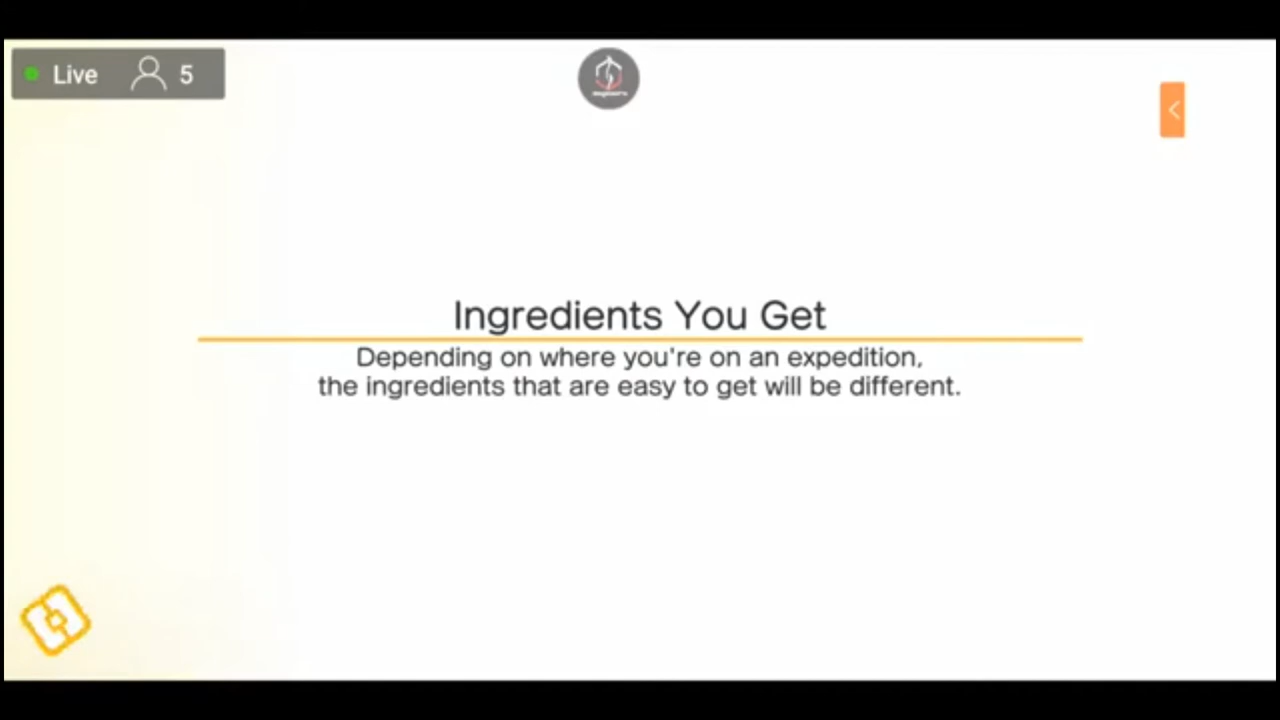 Live 5
Ingredients You Get
Depending on where you're on an expedition,
the ingredients that are easy to get will be different.